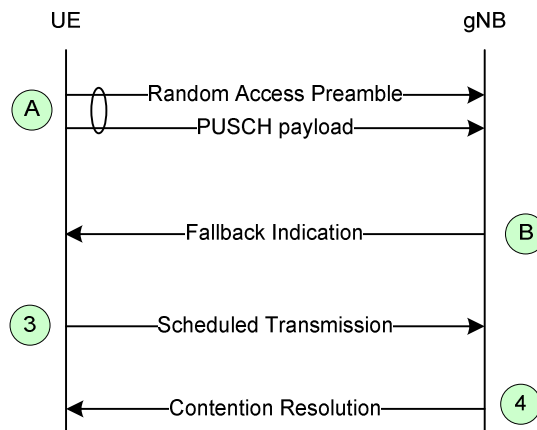 UE
gNB
A
Random Access Preamble
PUSCH payload
Fallback Indication
B
3
Scheduled Transmission
Contention Resolution
4